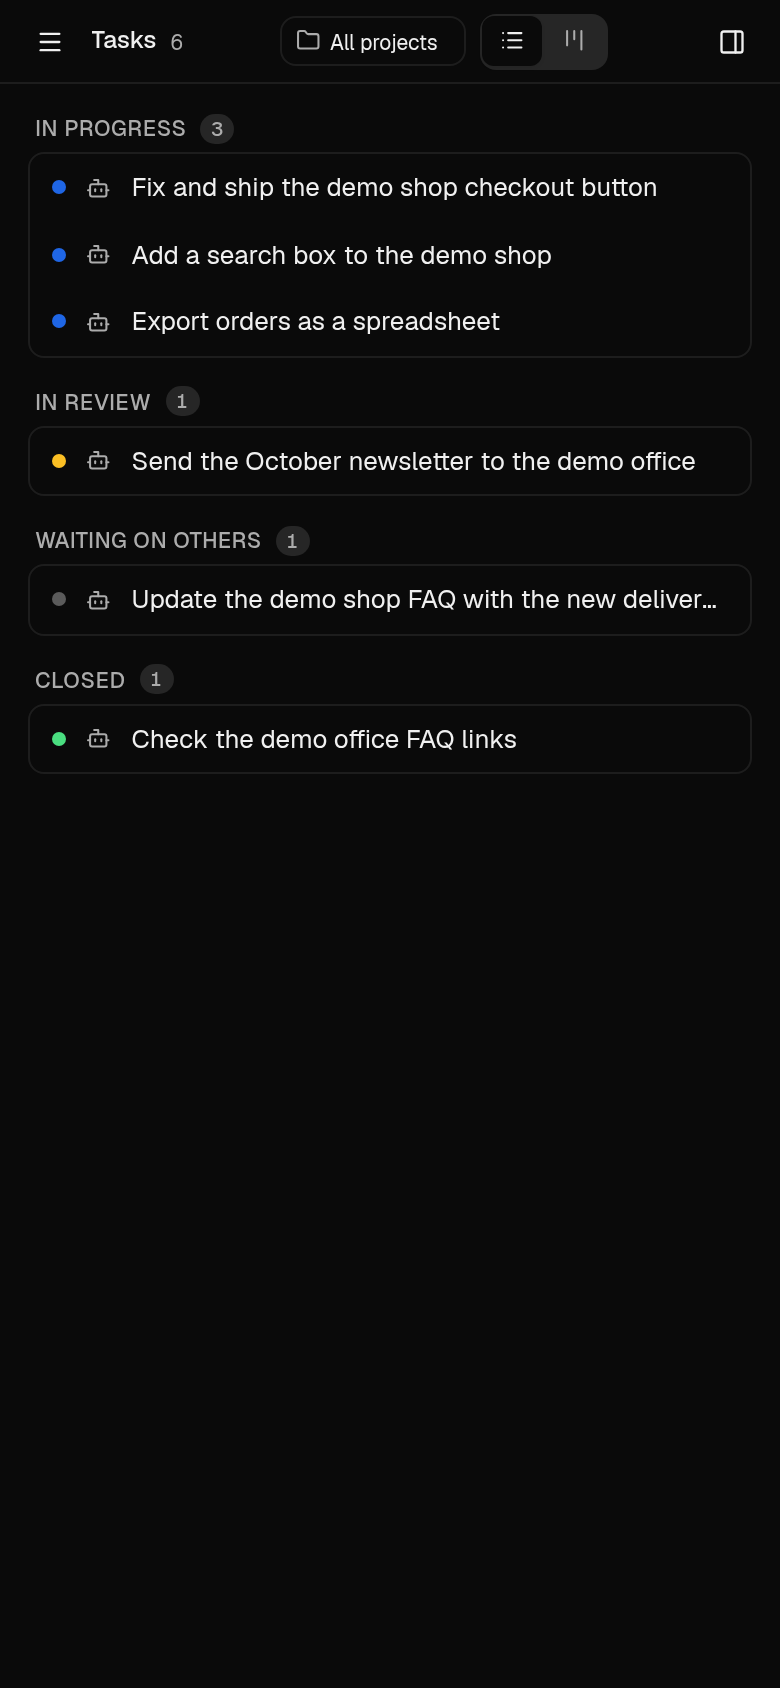 Tasks 6
All projects
IN PROGRESS 3
Fix and ship the demo shop checkout button
Add a search box to the demo shop
Export orders as a spreadsheet
IN REVIEW 1
Send the October newsletter to the demo office
WAITING ON OTHERS 1
Update the demo shop FAQ with the new deliver...
CLOSED 1
Check the demo office FAQ links